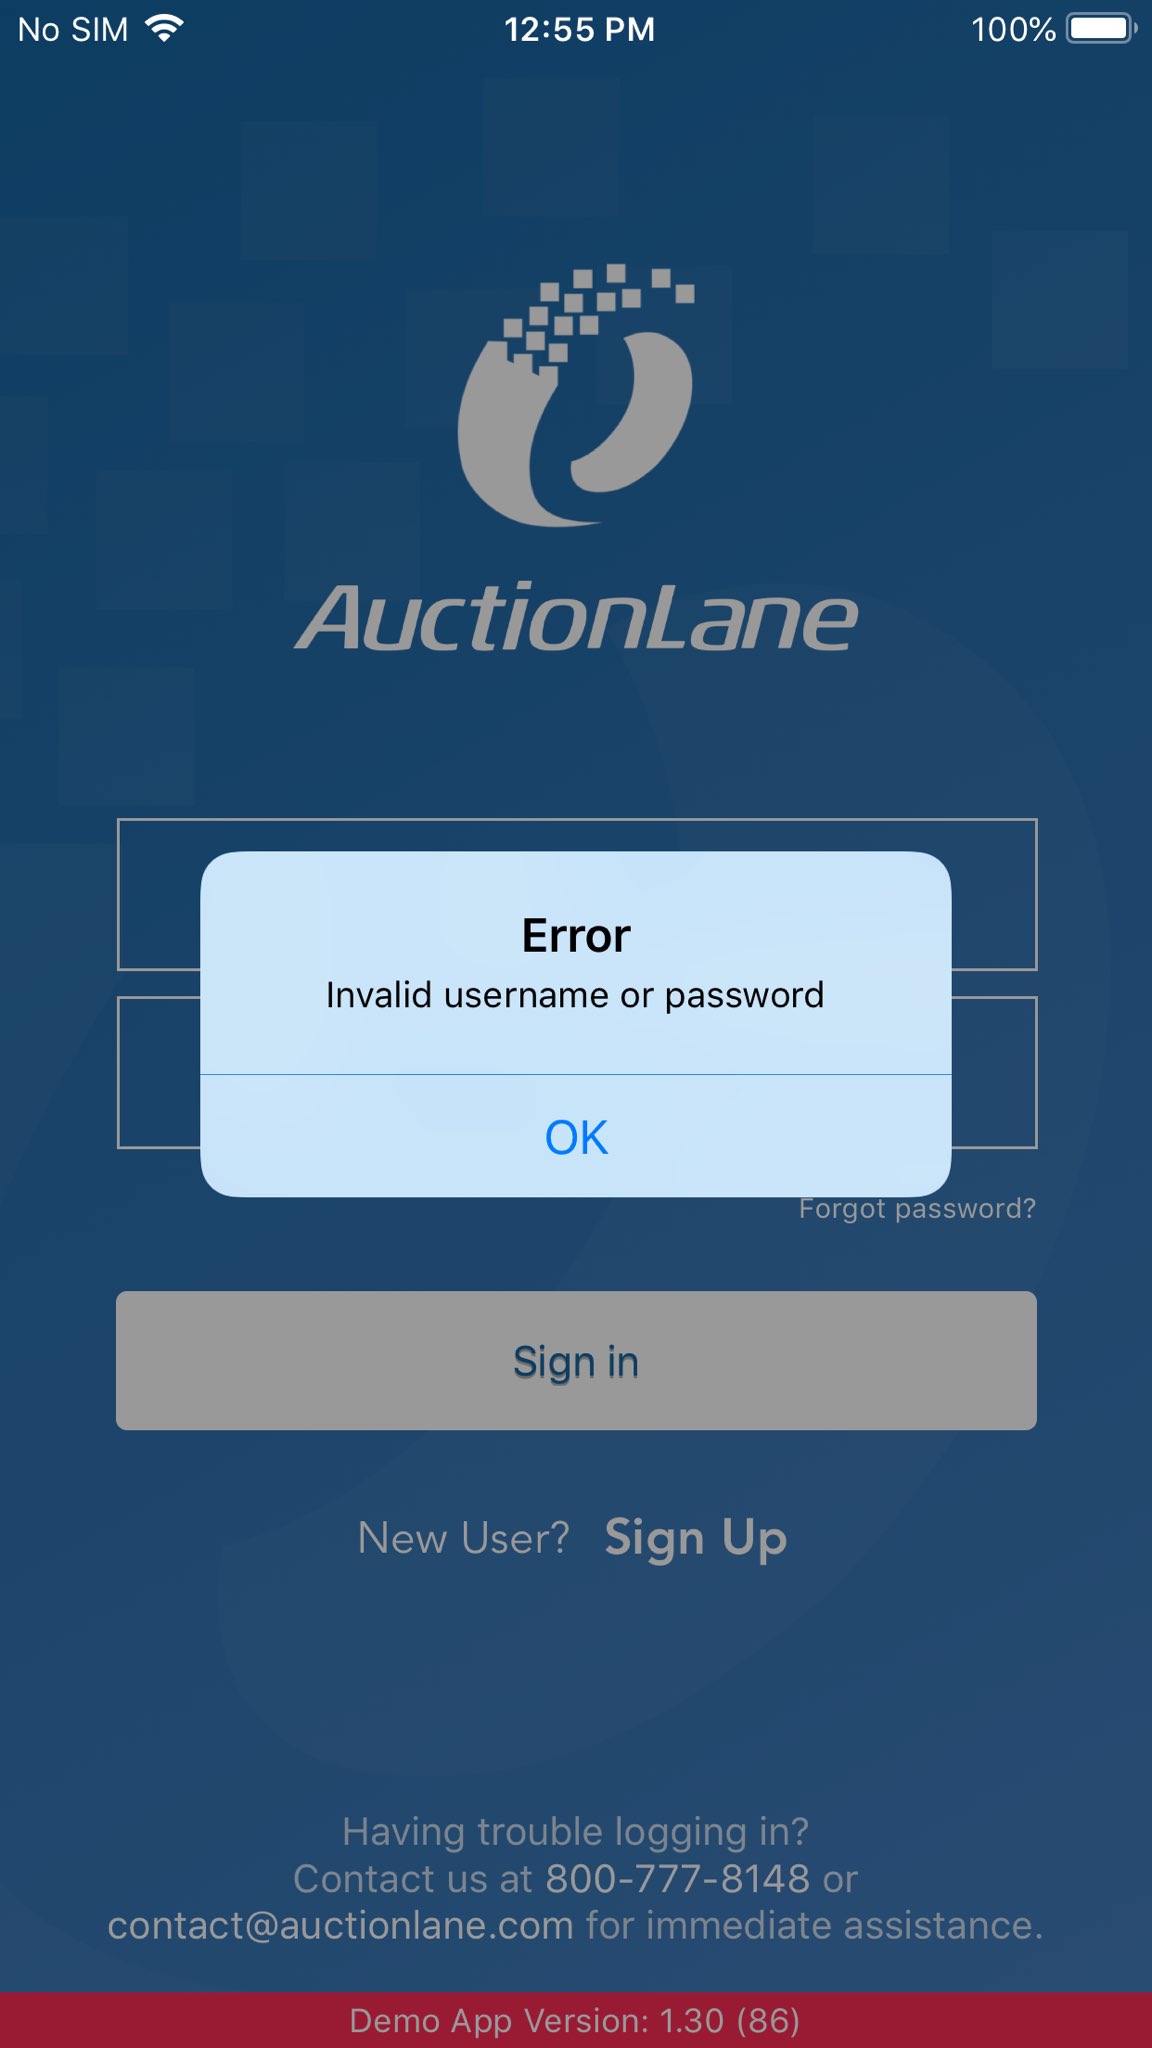 No SIM 12:55 PM 100%
AuctionLane
Error
Invalid username or password
OK
Forgot password?
Sign in
New User? Sign Up
Having trouble logging in?
Contact us at 800-777-8148 or
contact@auctionlane.com for immediate assistance.
Demo App Version: 1.30 (86)